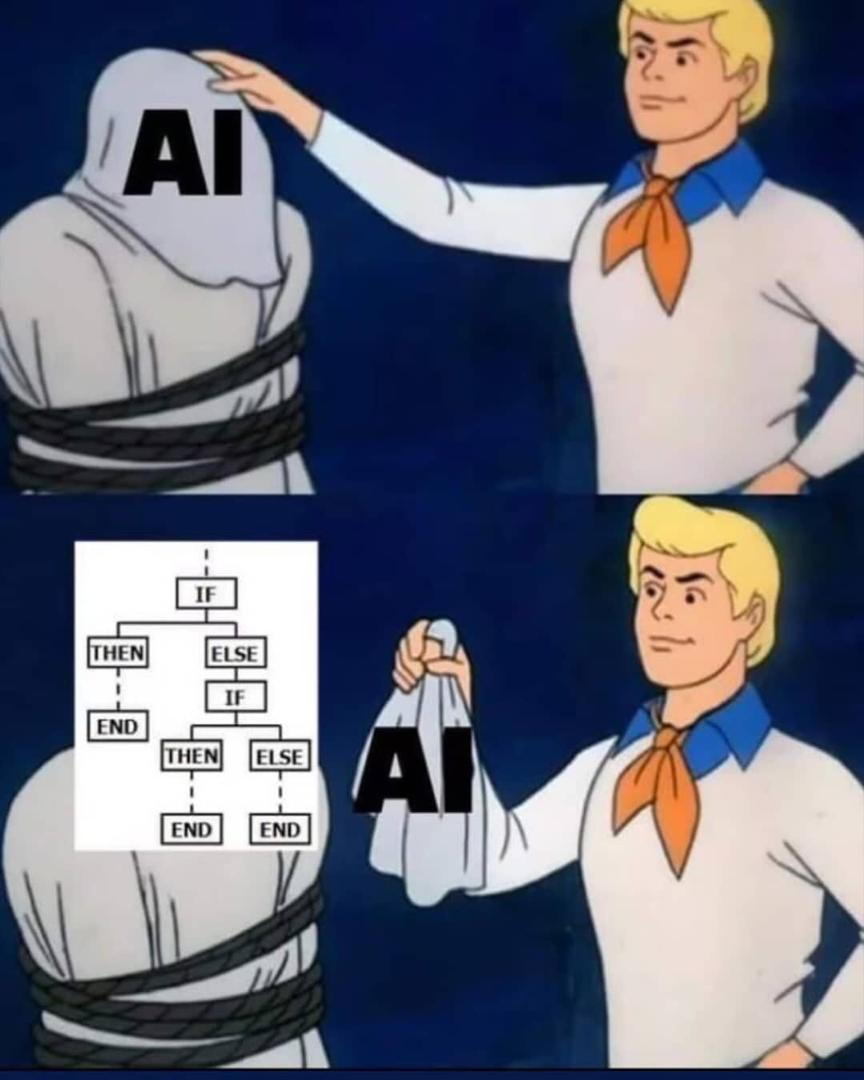 AI
IF
THEN ELSE
IF
END
THEN ELSE
AI
END END